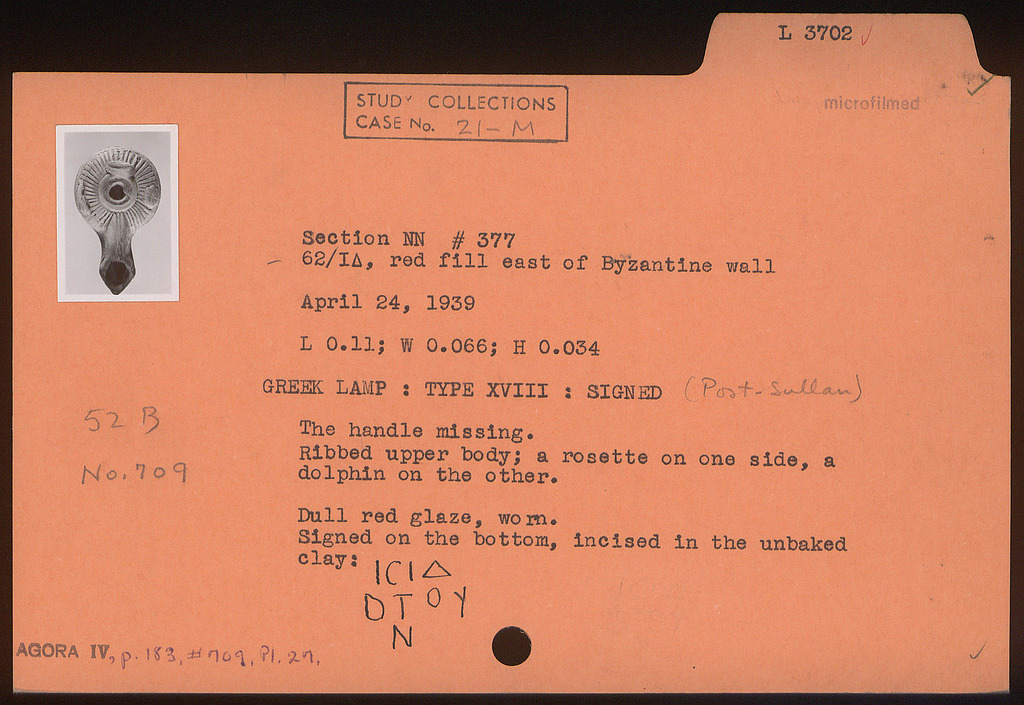 L 3702
microfilmed
STUDY COLLECTIONS
CASE No. 21-M
Section NN # 377
62/ΙΔ, red fill east of Byzantine wall
April 24, 1939
L 0.11; W 0.066; H 0.034
GREEK LAMP : TYPE XVIII : SIGNED (Post-Sullan)
52 B
No. 709
The handle missing.
Ribbed upper body; a rosette on one side, a
dolphin on the other.
Dull red glaze, worn.
Signed on the bottom, incised in the unbaked
clay:
ΙCΙΔ
DΤΟΥ
Ν
AGORA IV, p. 183, #709, Pl. 27.